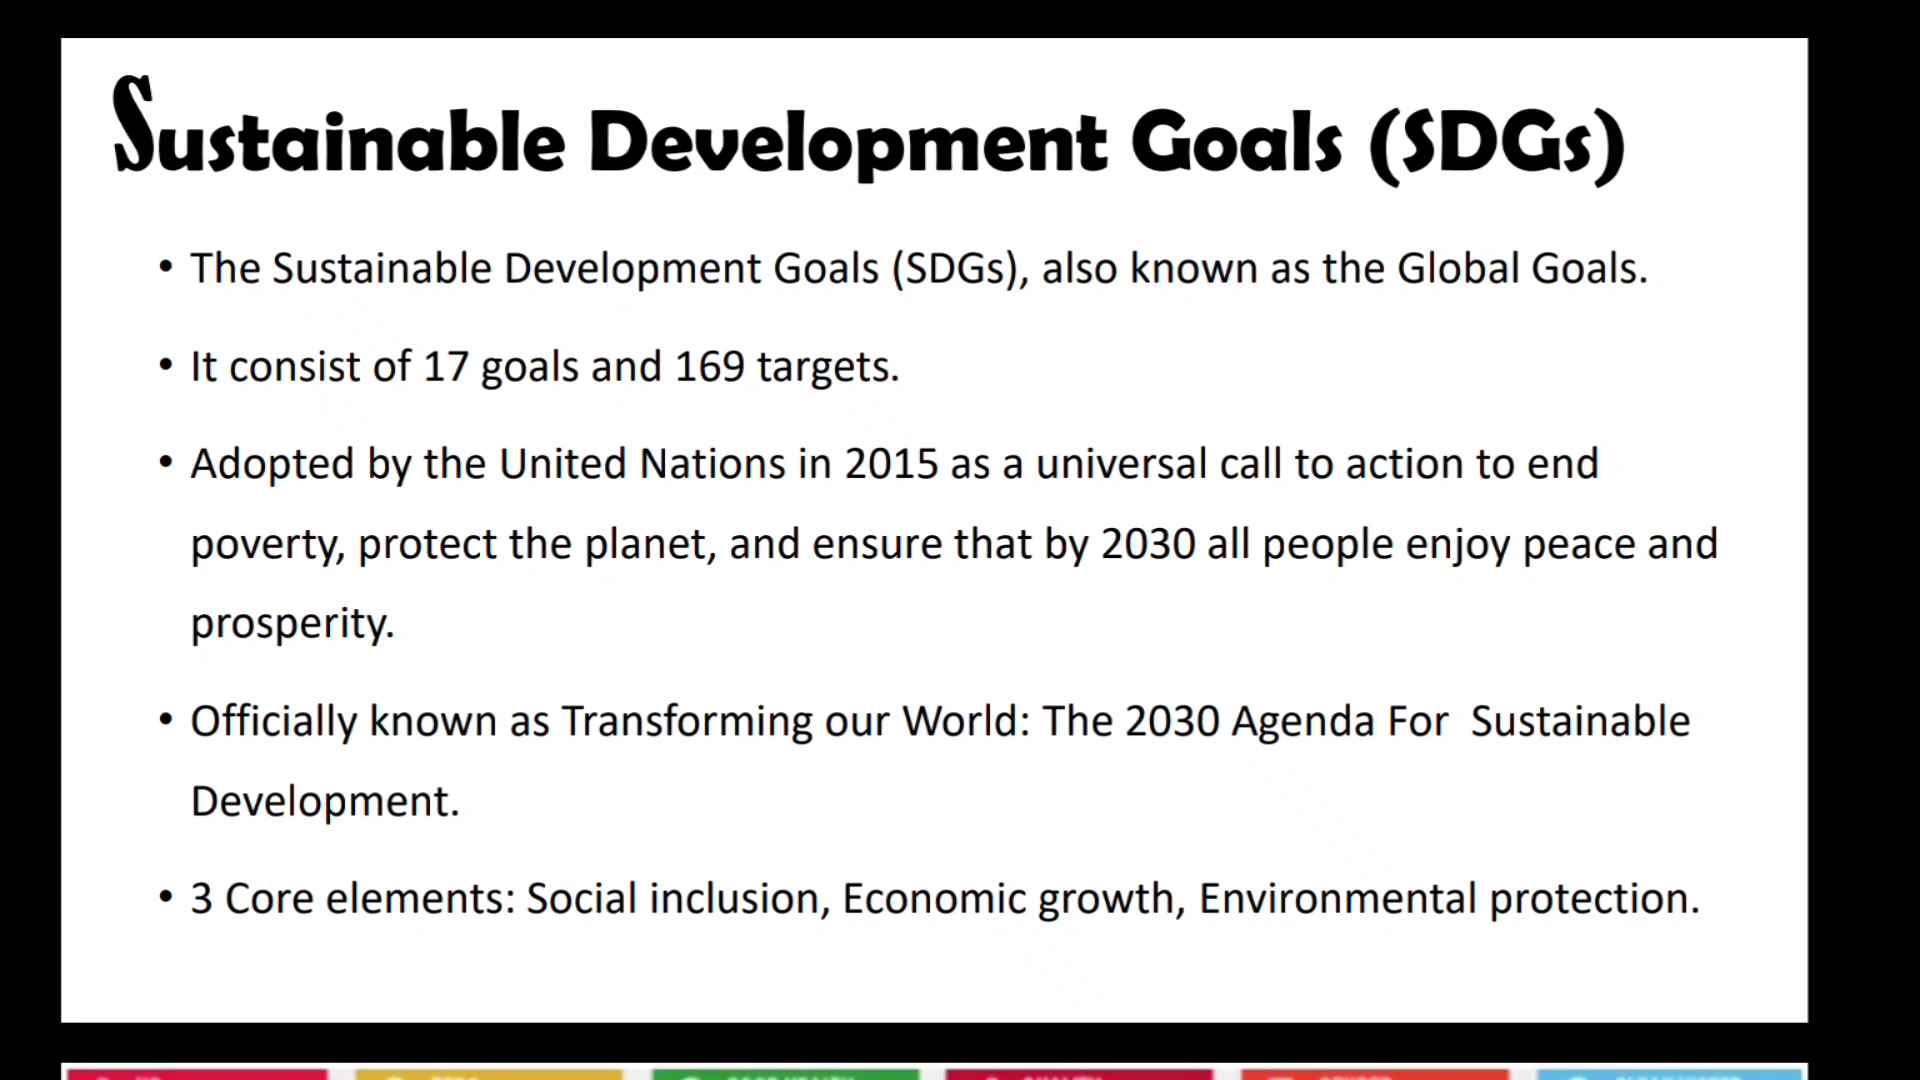 Sustainable Development Goals (SDGs)
• The Sustainable Development Goals (SDGs), also known as the Global Goals.
• It consist of 17 goals and 169 targets.
• Adopted by the United Nations in 2015 as a universal call to action to end
poverty, protect the planet, and ensure that by 2030 all people enjoy peace and
prosperity.
• Officially known as Transforming our World: The 2030 Agenda For  Sustainable
Development.
• 3 Core elements: Social inclusion, Economic growth, Environmental protection.